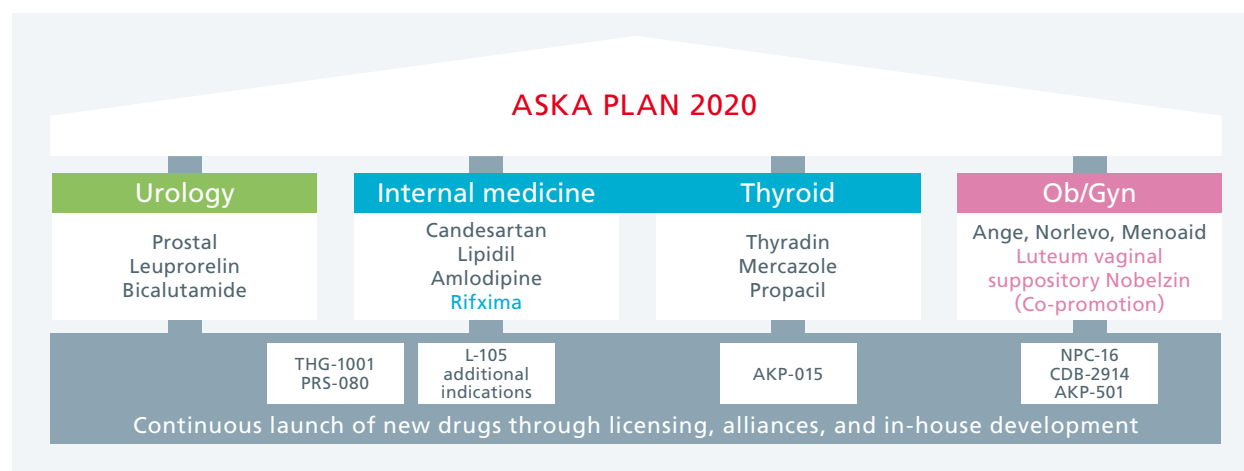 ASKA PLAN 2020
Urology
Prostal
Leuprorelin
Bicalutamide
Internal medicine
Candesartan
Lipidil
Amlodipine
Rifxima
Thyroid
Thyradin
Mercazole
Propacil
Ob/Gyn
Ange, Norlevo, Menoaid
Luteum vaginal
suppository Nobelzin
(Co-promotion)
THG-1001
PRS-080
L-105
additional
indications
AKP-015
NPC-16
CDB-2914
AKP-501
Continuous launch of new drugs through licensing, alliances, and in-house development